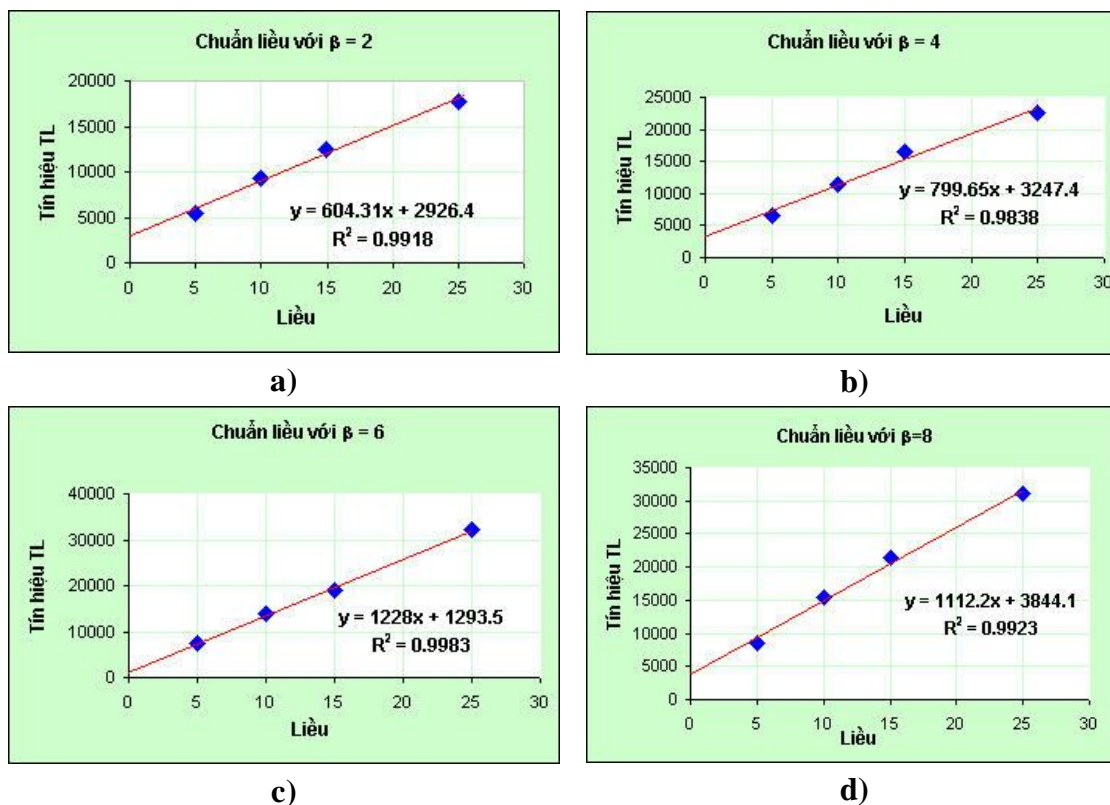 Chuẩn liều với β = 2
Tín hiệu TL
20000
15000
10000
5000
0
y = 604.31x + 2926.4
R² = 0.9918
0 5 10 15 20 25 30
Liều
a)
Chuẩn liều với β = 4
Tín hiệu TL
25000
20000
15000
10000
5000
0
y = 799.65x + 3247.4
R² = 0.9838
0 5 10 15 20 25 30
Liều
b)
Chuẩn liều với β = 6
Tín hiệu TL
40000
30000
20000
10000
0
y = 1228x + 1293.5
R² = 0.9983
0 5 10 15 20 25 30
Liều
c)
Chuẩn liều với β=8
Tín hiệu TL
35000
30000
25000
20000
15000
10000
5000
0
y = 1112.2x + 3844.1
R² = 0.9923
0 5 10 15 20 25 30
Liều
d)